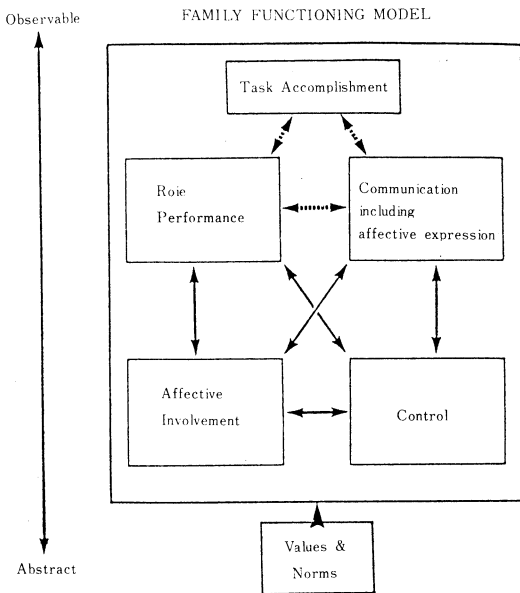 Observable
FAMILY FUNCTIONING MODEL
Task Accomplishment
Roie
Performance
Communication
including
affective expression
Affective
Involvement
Control
Values &
Norms
Abstract